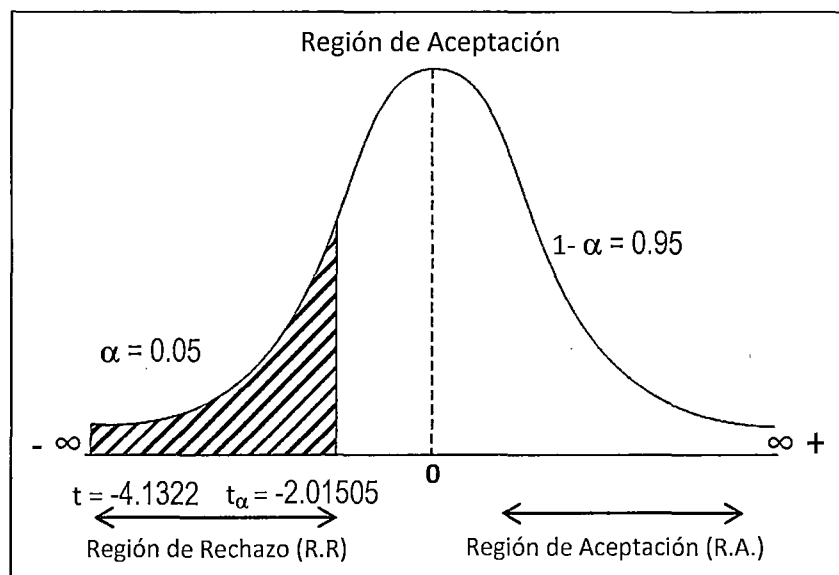 Región de Aceptación
1- α = 0.95
α = 0.05
- ∞ ∞ +
0
t = -4.1322 tα = -2.01505
Región de Rechazo (R.R) Región de Aceptación (R.A.)